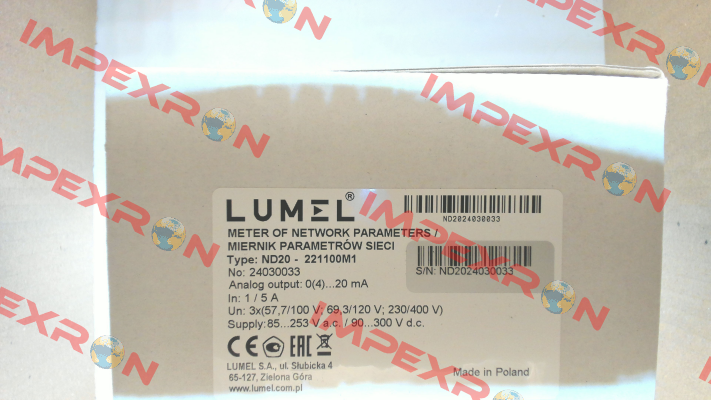 LUMEL®
METER OF NETWORK PARAMETERS /
MIERNIK PARAMETRÓW SIECI
Type: ND20 - 221100M1
No: 24030033
Analog output: 0(4)...20 mA
In: 1 / 5 A
Un: 3x(57,7/100 V; 69,3/120 V; 230/400 V)
Supply:85...253 V a.c. / 90...300 V d.c.
CE EAC
LUMEL S.A., ul. Słubicka 4
65-127, Zielona Góra
www.lumel.com.pl
ND2024030033
S/N: ND2024030033
Made in Poland
IMPEXRON
IMPEXRON
IMPEXRON
IMPEXRON
IMPEXRON
IMPEXRON
IMPEXRON
IMPEXRON
IMPEXRON